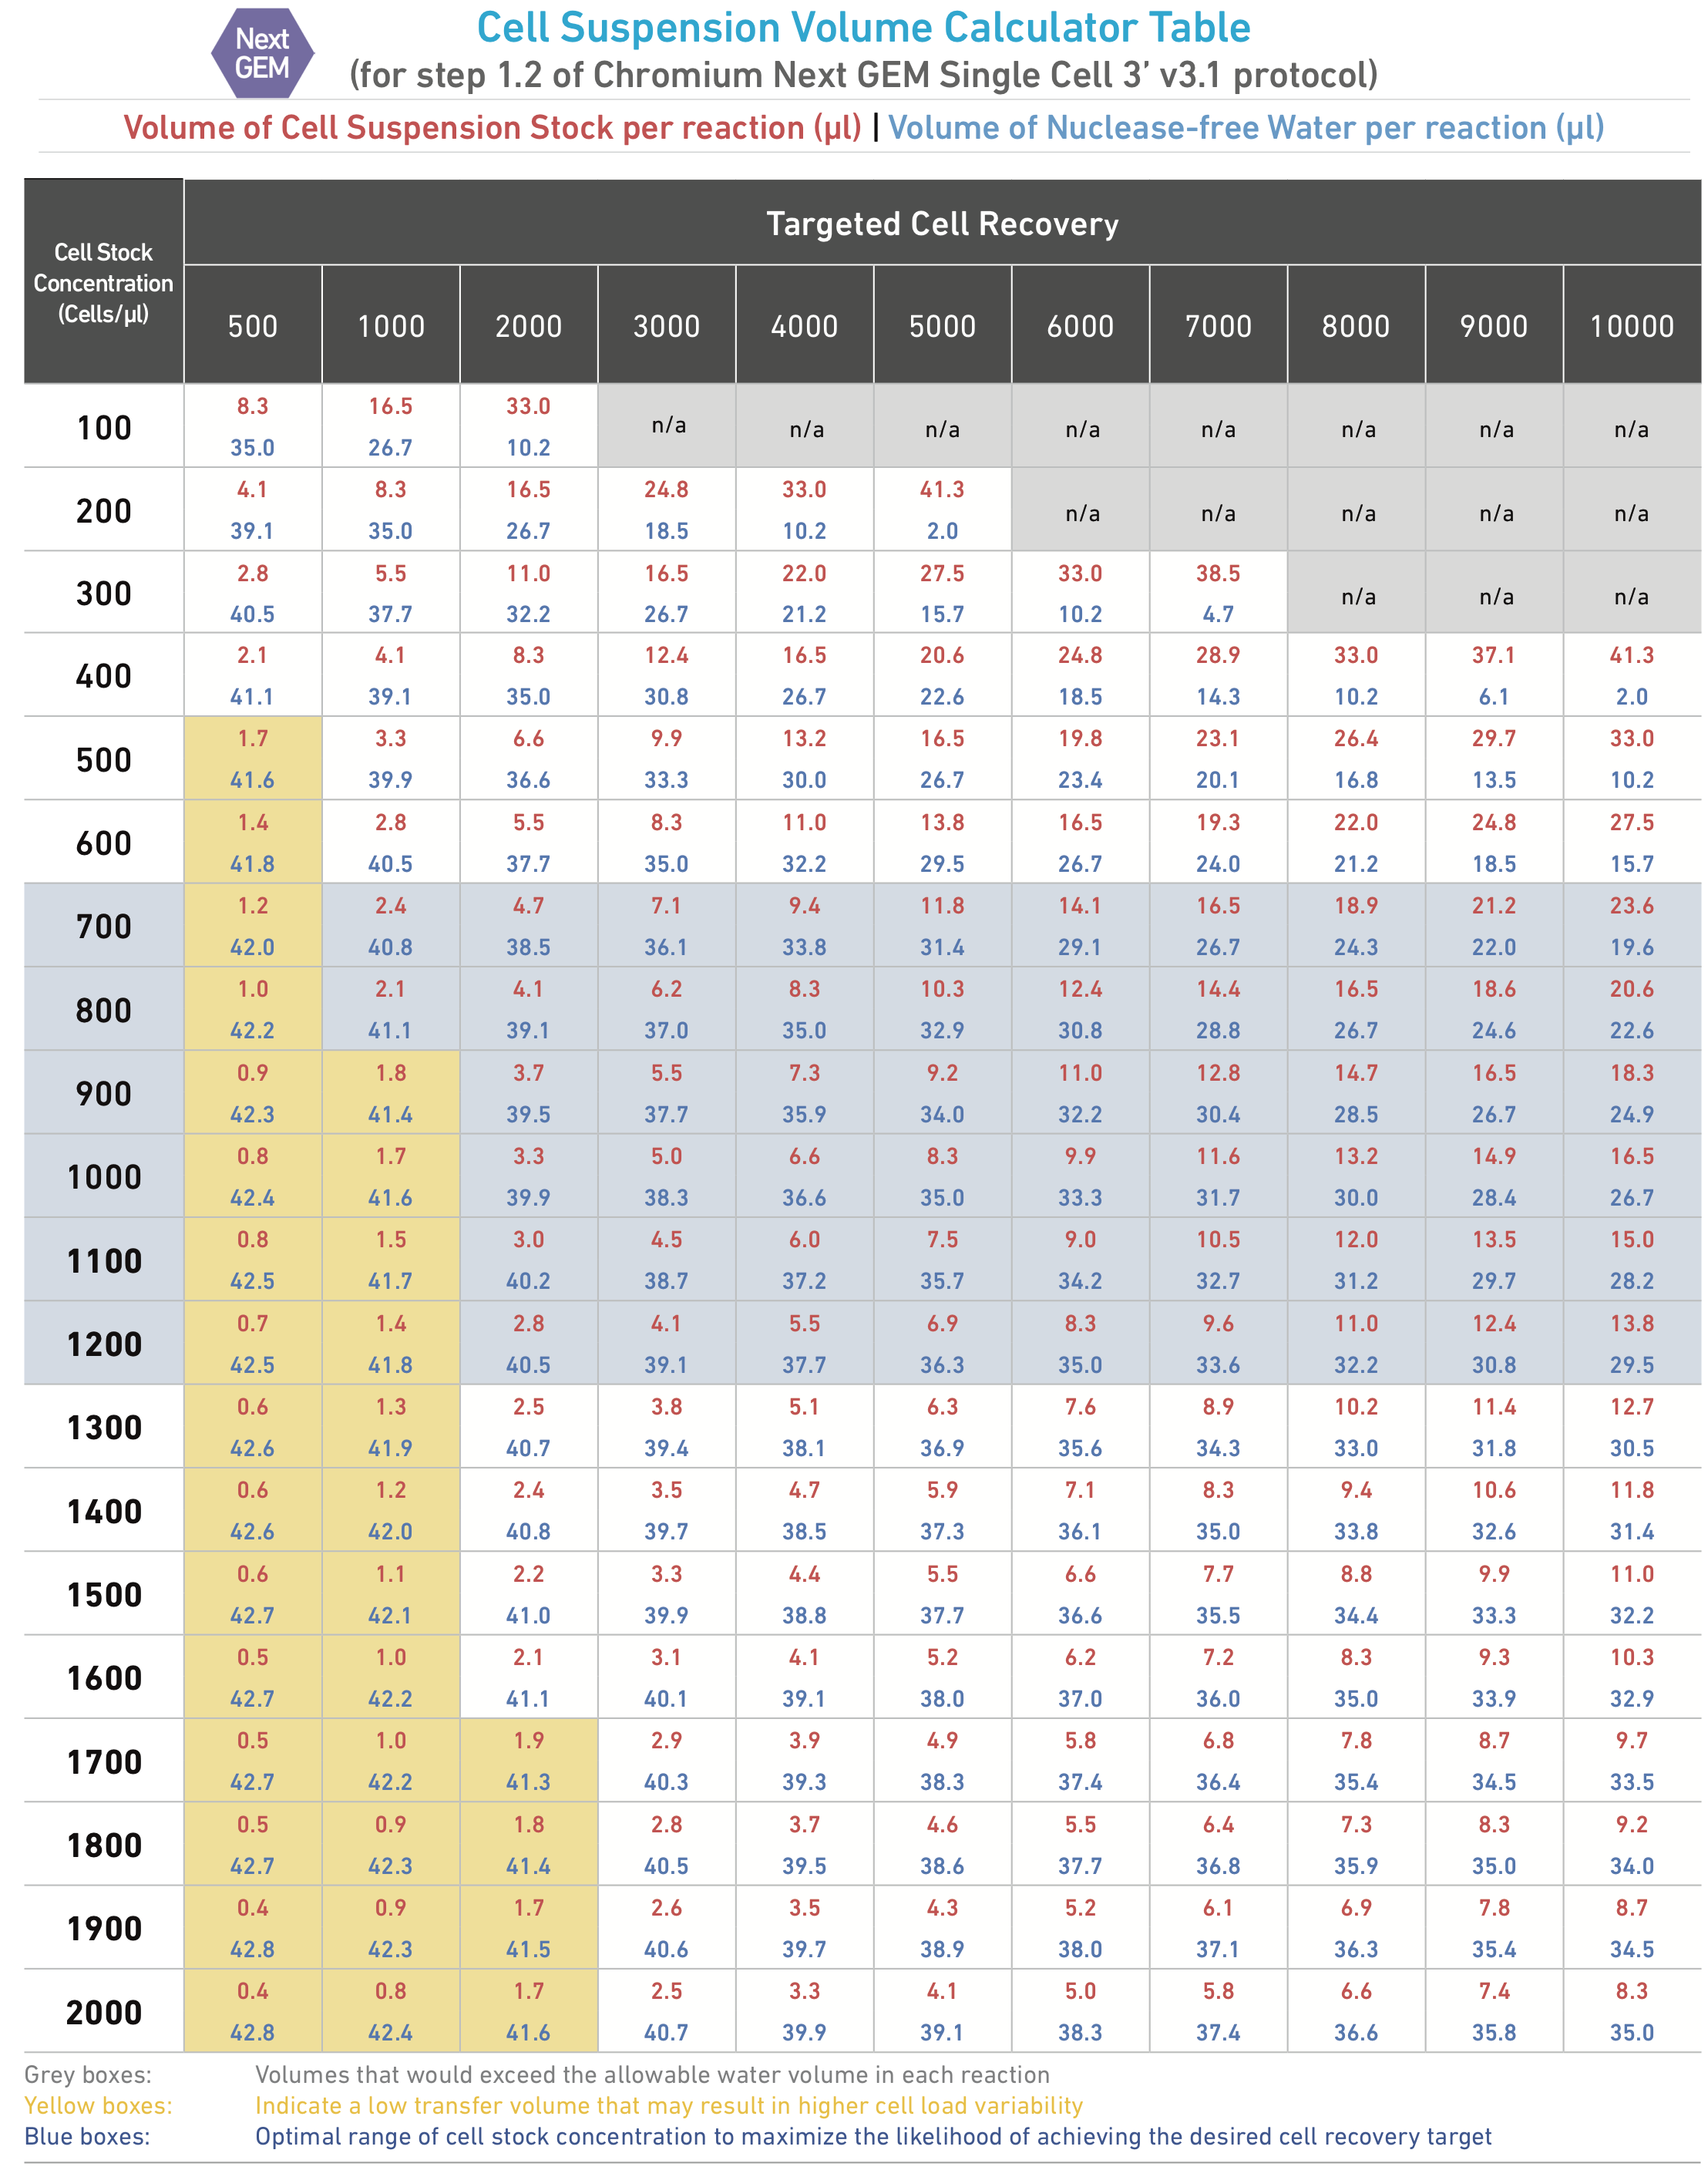 Next
GEM
Cell Suspension Volume Calculator Table
(for step 1.2 of Chromium Next GEM Single Cell 3’ v3.1 protocol)
Volume of Cell Suspension Stock per reaction (µl) | Volume of Nuclease-free Water per reaction (µl)
Cell Stock
Concentration
(Cells/µl)
Targeted Cell Recovery
500 1000 2000 3000 4000 5000 6000 7000 8000 9000 10000
100
8.3 16.5 33.0 n/a n/a n/a n/a n/a n/a n/a n/a
35.0 26.7 10.2
200
4.1 8.3 16.5 24.8 33.0 41.3 n/a n/a n/a n/a n/a
39.1 35.0 26.7 18.5 10.2 2.0
300
2.8 5.5 11.0 16.5 22.0 27.5 33.0 38.5 n/a n/a n/a
40.5 37.7 32.2 26.7 21.2 15.7 10.2 4.7
400
2.1 4.1 8.3 12.4 16.5 20.6 24.8 28.9 33.0 37.1 41.3
41.1 39.1 35.0 30.8 26.7 22.6 18.5 14.3 10.2 6.1 2.0
500
1.7 3.3 6.6 9.9 13.2 16.5 19.8 23.1 26.4 29.7 33.0
41.6 39.9 36.6 33.3 30.0 26.7 23.4 20.1 16.8 13.5 10.2
600
1.4 2.8 5.5 8.3 11.0 13.8 16.5 19.3 22.0 24.8 27.5
41.8 40.5 37.7 35.0 32.2 29.5 26.7 24.0 21.2 18.5 15.7
700
1.2 2.4 4.7 7.1 9.4 11.8 14.1 16.5 18.9 21.2 23.6
42.0 40.8 38.5 36.1 33.8 31.4 29.1 26.7 24.3 22.0 19.6
800
1.0 2.1 4.1 6.2 8.3 10.3 12.4 14.4 16.5 18.6 20.6
42.2 41.1 39.1 37.0 35.0 32.9 30.8 28.8 26.7 24.6 22.6
900
0.9 1.8 3.7 5.5 7.3 9.2 11.0 12.8 14.7 16.5 18.3
42.3 41.4 39.5 37.7 35.9 34.0 32.2 30.4 28.5 26.7 24.9
1000
0.8 1.7 3.3 5.0 6.6 8.3 9.9 11.6 13.2 14.9 16.5
42.4 41.6 39.9 38.3 36.6 35.0 33.3 31.7 30.0 28.4 26.7
1100
0.8 1.5 3.0 4.5 6.0 7.5 9.0 10.5 12.0 13.5 15.0
42.5 41.7 40.2 38.7 37.2 35.7 34.2 32.7 31.2 29.7 28.2
1200
0.7 1.4 2.8 4.1 5.5 6.9 8.3 9.6 11.0 12.4 13.8
42.5 41.8 40.5 39.1 37.7 36.3 35.0 33.6 32.2 30.8 29.5
1300
0.6 1.3 2.5 3.8 5.1 6.3 7.6 8.9 10.2 11.4 12.7
42.6 41.9 40.7 39.4 38.1 36.9 35.6 34.3 33.0 31.8 30.5
1400
0.6 1.2 2.4 3.5 4.7 5.9 7.1 8.3 9.4 10.6 11.8
42.6 42.0 40.8 39.7 38.5 37.3 36.1 35.0 33.8 32.6 31.4
1500
0.6 1.1 2.2 3.3 4.4 5.5 6.6 7.7 8.8 9.9 11.0
42.7 42.1 41.0 39.9 38.8 37.7 36.6 35.5 34.4 33.3 32.2
1600
0.5 1.0 2.1 3.1 4.1 5.2 6.2 7.2 8.3 9.3 10.3
42.7 42.2 41.1 40.1 39.1 38.0 37.0 36.0 35.0 33.9 32.9
1700
0.5 1.0 1.9 2.9 3.9 4.9 5.8 6.8 7.8 8.7 9.7
42.7 42.2 41.3 40.3 39.3 38.3 37.4 36.4 35.4 34.5 33.5
1800
0.5 0.9 1.8 2.8 3.7 4.6 5.5 6.4 7.3 8.3 9.2
42.7 42.3 41.4 40.5 39.5 38.6 37.7 36.8 35.9 35.0 34.0
1900
0.4 0.9 1.7 2.6 3.5 4.3 5.2 6.1 6.9 7.8 8.7
42.8 42.3 41.5 40.6 39.7 38.9 38.0 37.1 36.3 35.4 34.5
2000
0.4 0.8 1.7 2.5 3.3 4.1 5.0 5.8 6.6 7.4 8.3
42.8 42.4 41.6 40.7 39.9 39.1 38.3 37.4 36.6 35.8 35.0
Grey boxes: Volumes that would exceed the allowable water volume in each reaction
Yellow boxes: Indicate a low transfer volume that may result in higher cell load variability
Blue boxes: Optimal range of cell stock concentration to maximize the likelihood of achieving the desired cell recovery target